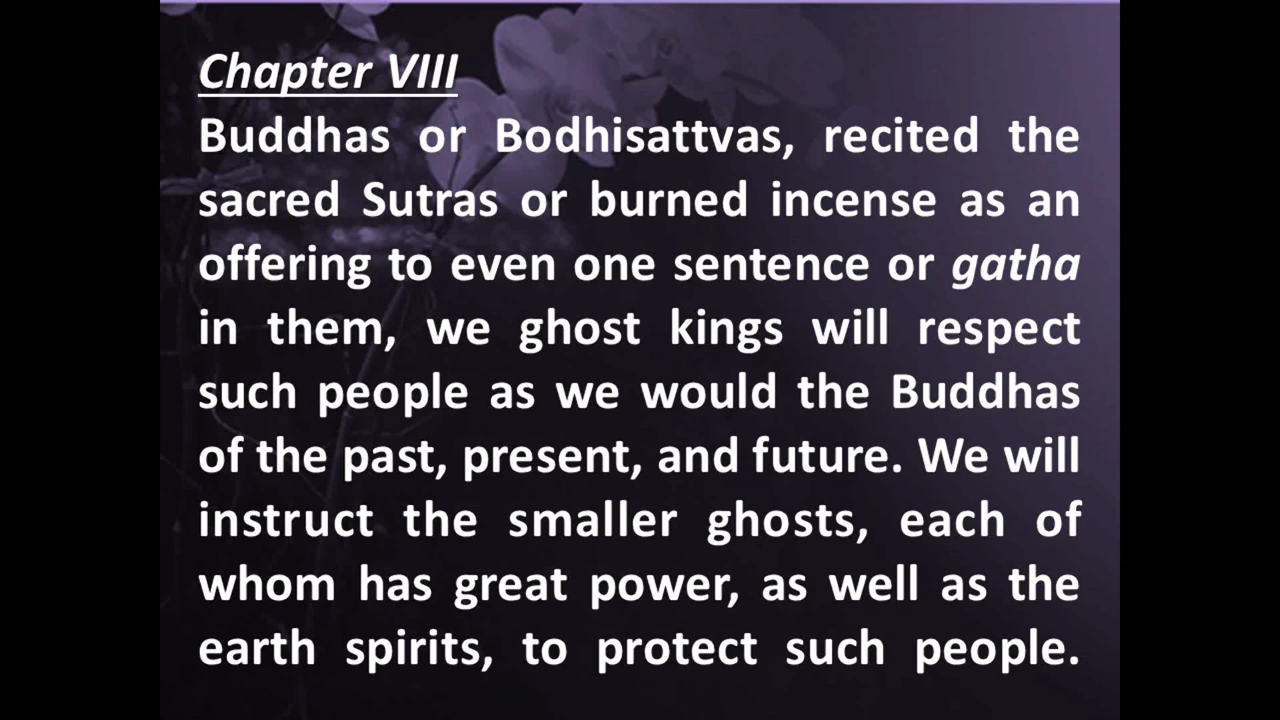 Chapter VIII
Buddhas or Bodhisattvas, recited the
sacred Sutras or burned incense as an
offering to even one sentence or gatha
in them, we ghost kings will respect
such people as we would the Buddhas
of the past, present, and future. We will
instruct the smaller ghosts, each of
whom has great power, as well as the
earth spirits, to protect such people.